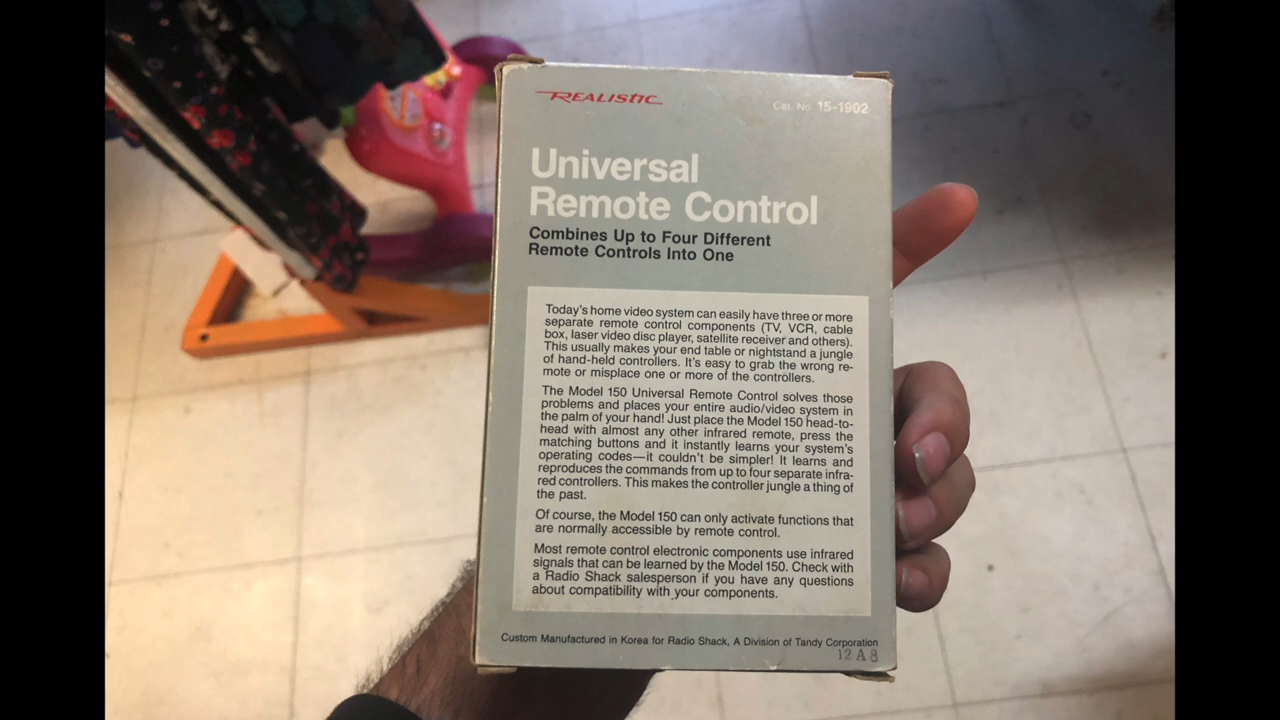 REALISTIC
Cat. No. 15-1902
Universal
Remote Control
Combines Up to Four Different
Remote Controls Into One
Today's home video system can easily have three or more
separate remote control components (TV, VCR, cable
box, laser video disc player, satellite receiver and others).
This usually makes your end table or nightstand a jungle
of hand-held controllers. It's easy to grab the wrong re-
mote or misplace one or more of the controllers.
The Model 150 Universal Remote Control solves those
problems and places your entire audio/video system in
the palm of your hand! Just place the Model 150 head-to-
head with almost any other infrared remote, press the
matching buttons and it instantly learns your system's
operating codes—it couldn't be simpler! It learns and
reproduces the commands from up to four separate infra-
red controllers. This makes the controller jungle a thing of
the past.
Of course, the Model 150 can only activate functions that
are normally accessible by remote control.
Most remote control electronic components use infrared
signals that can be learned by the Model 150. Check with
a Radio Shack salesperson if you have any questions
about compatibility with your components.
Custom Manufactured in Korea for Radio Shack, A Division of Tandy Corporation
12 A 8